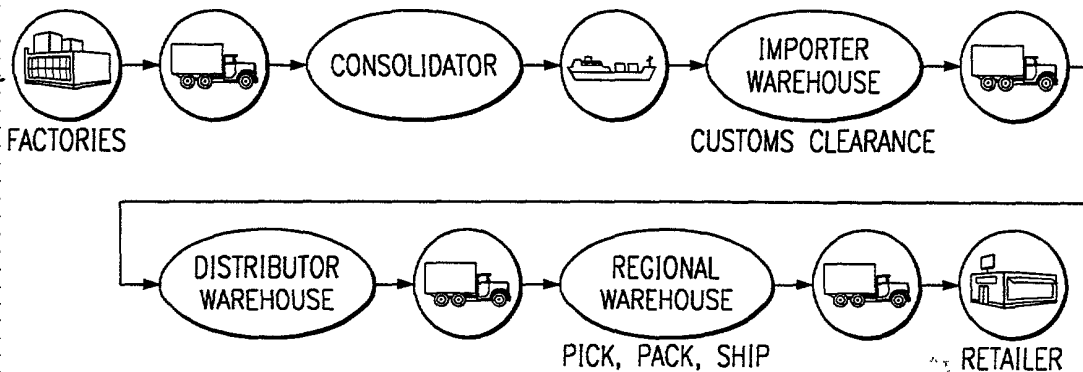 CONSOLIDATOR
IMPORTER
WAREHOUSE
FACTORIES
CUSTOMS CLEARANCE
DISTRIBUTOR
WAREHOUSE
REGIONAL
WAREHOUSE
PICK, PACK, SHIP
RETAILER